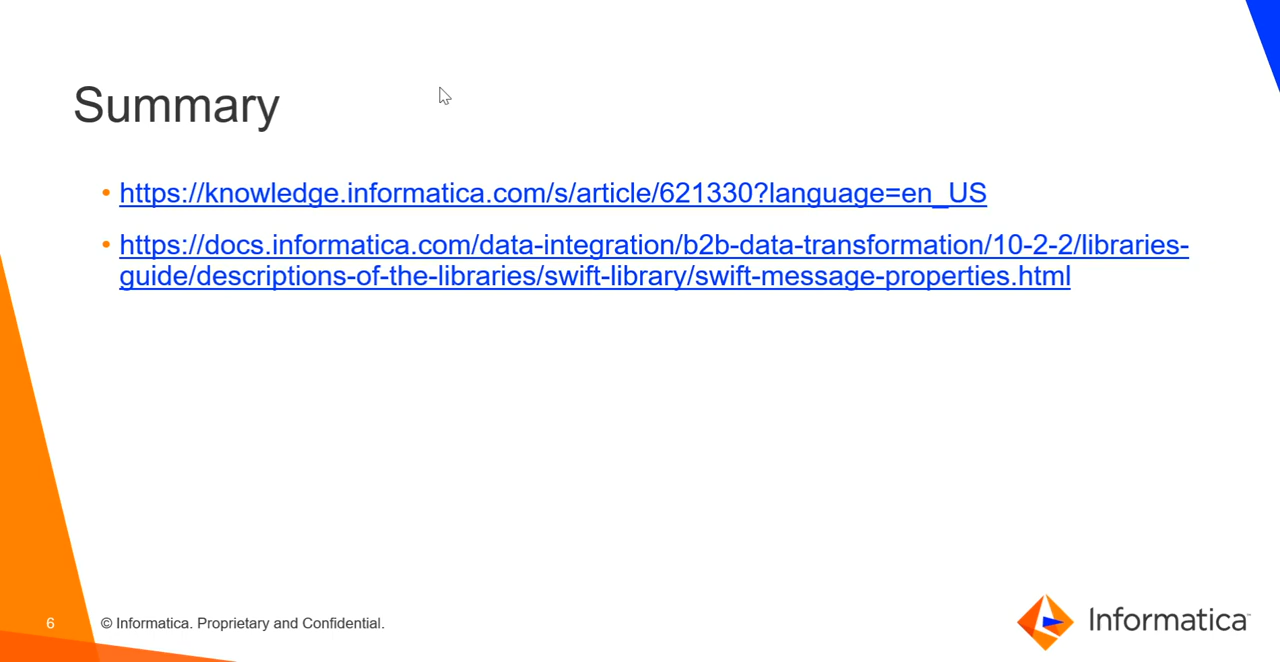 Summary
• https://knowledge.informatica.com/s/article/621330?language=en_US
• https://docs.informatica.com/data-integration/b2b-data-transformation/10-2-2/libraries-
guide/descriptions-of-the-libraries/swift-library/swift-message-properties.html
6 © Informatica. Proprietary and Confidential.
Informatica™